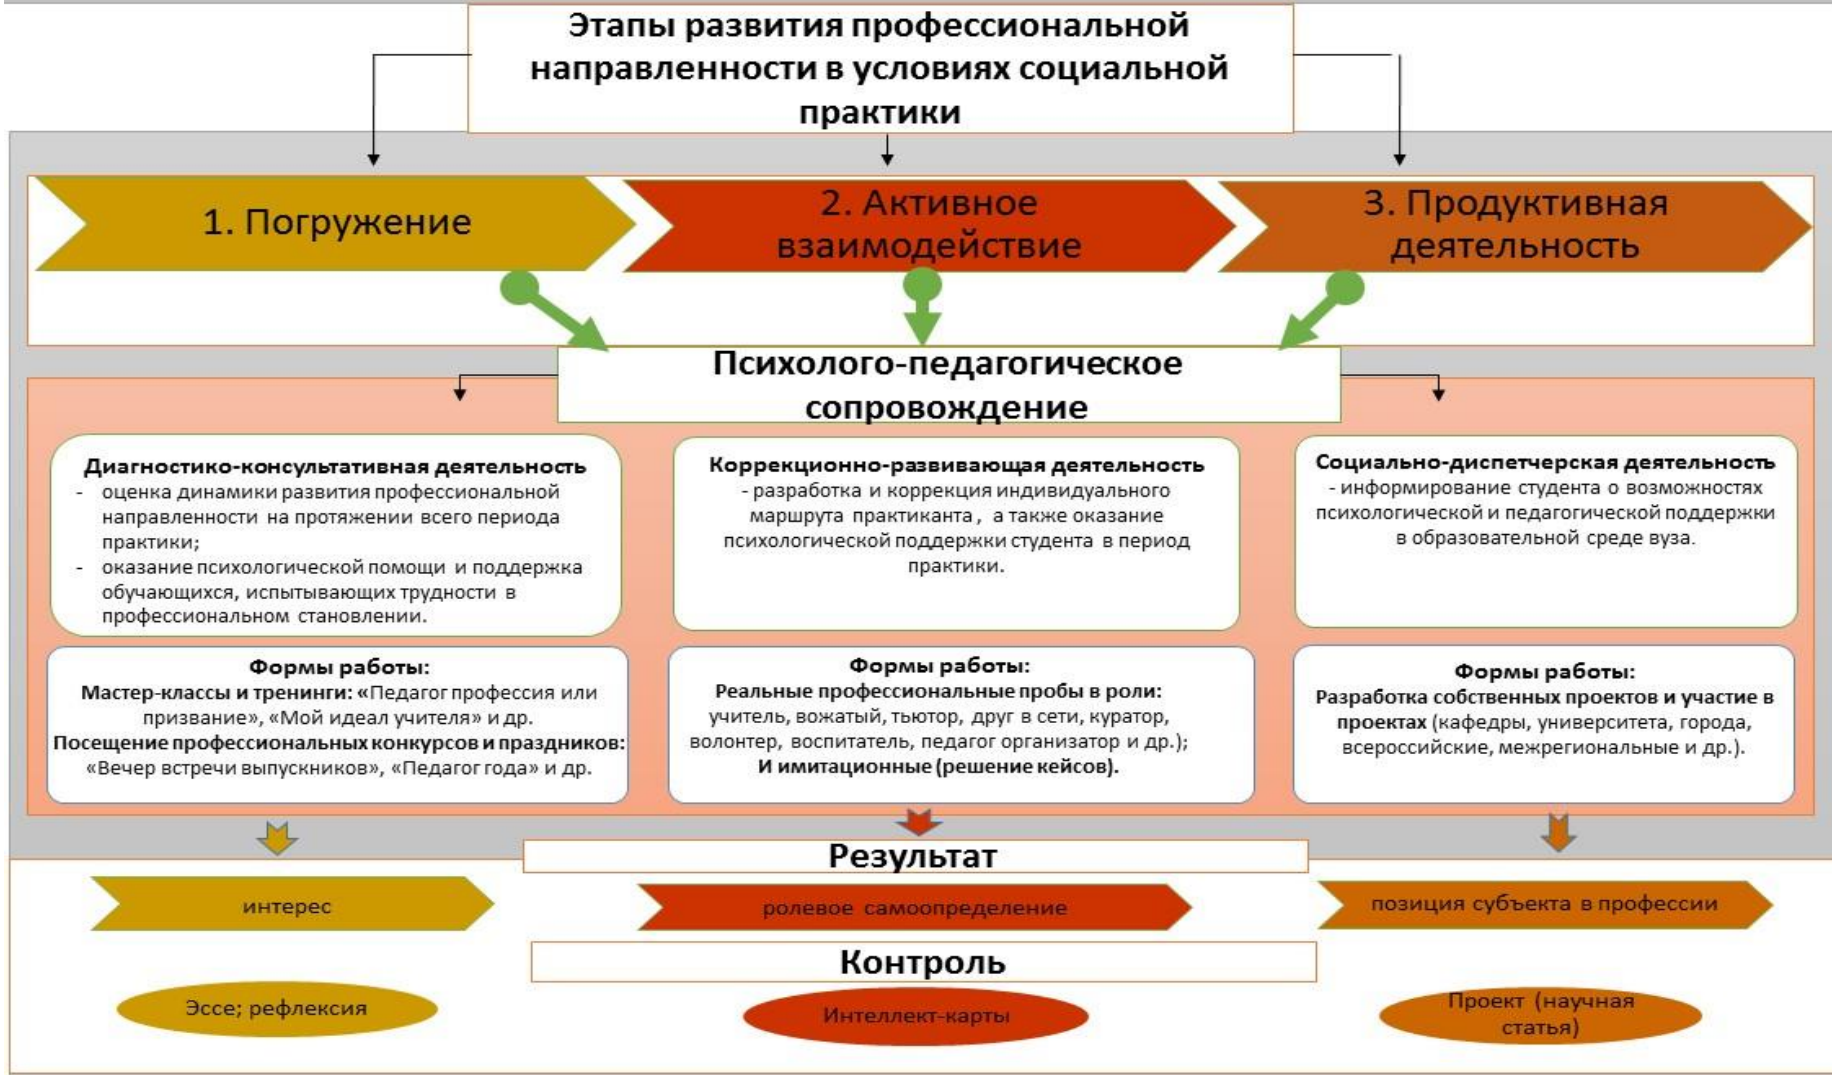 Этапы развития профессиональной
направленности в условиях социальной
практики
1. Погружение
2. Активное
взаимодействие
3. Продуктивная
деятельность
Психолого-педагогическое
сопровождение
Диагностико-консультативная деятельность
- оценка динамики развития профессиональной
направленности на протяжении всего периода
практики;
- оказание психологической помощи и поддержка
обучающихся, испытывающих трудности в
профессиональном становлении.
Коррекционно-развивающая деятельность
- разработка и коррекция индивидуального
маршрута практиканта , а также оказание
психологической поддержки студента в период
практики.
Социально-диспетчерская деятельность
- информирование студента о возможностях
психологической и педагогической поддержки
в образовательной среде вуза.
Формы работы:
Мастер-классы и тренинги: «Педагог профессия или
призвание», «Мой идеал учителя» и др.
Посещение профессиональных конкурсов и праздников:
«Вечер встречи выпускников», «Педагог года» и др.
Формы работы:
Реальные профессиональные пробы в роли:
учитель, вожатый, тьютор, друг в сети, куратор,
волонтер, воспитатель, педагог организатор и др.);
И имитационные (решение кейсов).
Формы работы:
Разработка собственных проектов и участие в
проектах (кафедры, университета, города,
всероссийские, межрегиональные и др.).
Результат
интерес
ролевое самоопределение
позиция субъекта в профессии
Контроль
Эссе; рефлексия
Интеллект-карты
Проект (научная
статья)